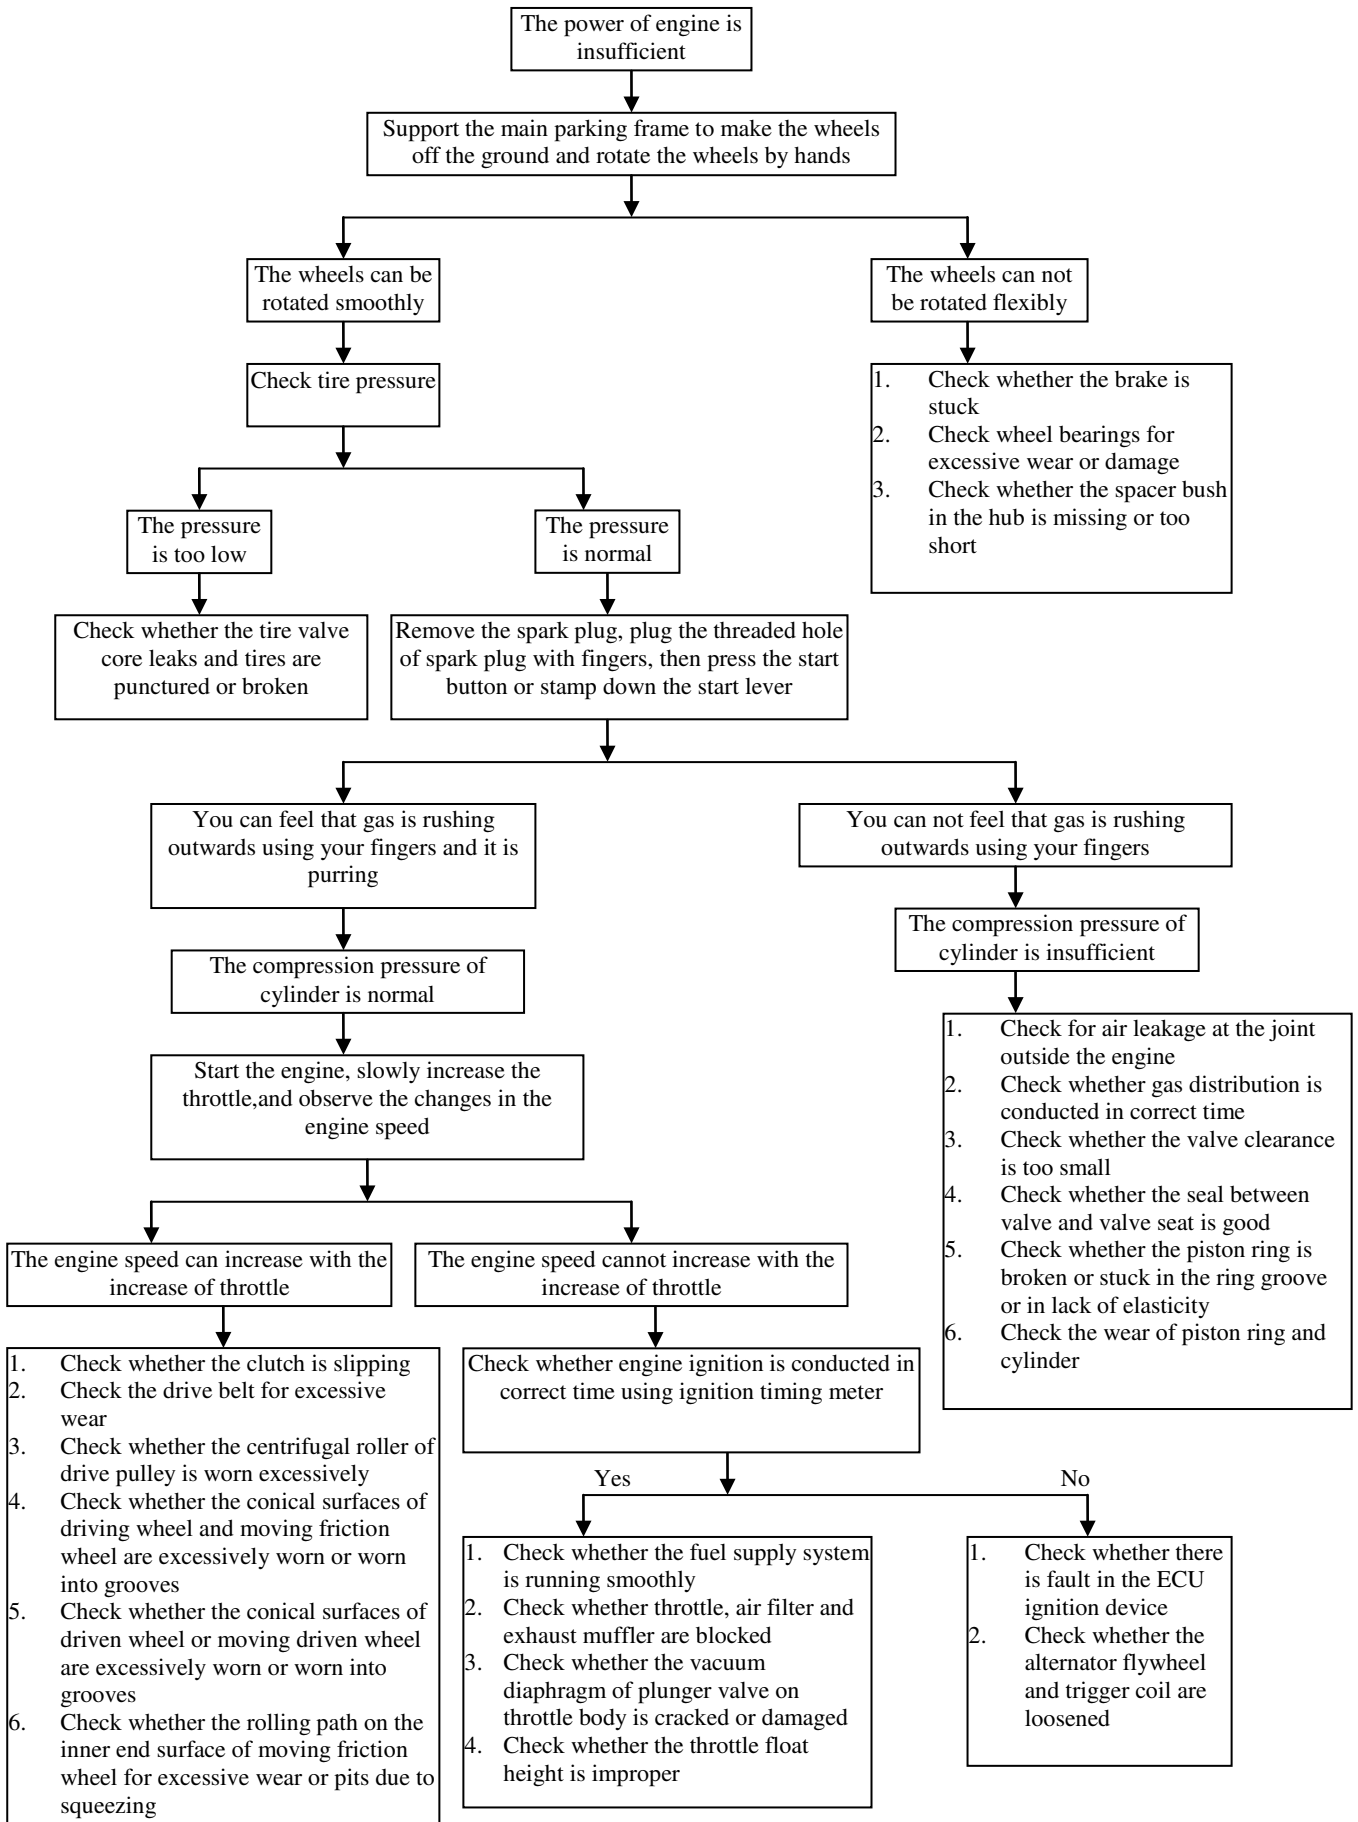 The power of engine is
insufficient
Support the main parking frame to make the wheels
off the ground and rotate the wheels by hands
The wheels can be
rotated smoothly
The wheels can not
be rotated flexibly
Check tire pressure
1. Check whether the brake is
stuck
2. Check wheel bearings for
excessive wear or damage
3. Check whether the spacer bush
in the hub is missing or too
short
The pressure
is too low
The pressure
is normal
Check whether the tire valve
core leaks and tires are
punctured or broken
Remove the spark plug, plug the threaded hole
of spark plug with fingers, then press the start
button or stamp down the start lever
You can feel that gas is rushing
outwards using your fingers and it is
purring
You can not feel that gas is rushing
outwards using your fingers
The compression pressure of
cylinder is normal
The compression pressure of
cylinder is insufficient
Start the engine, slowly increase the
throttle,and observe the changes in the
engine speed
1. Check for air leakage at the joint
outside the engine
2. Check whether gas distribution is
conducted in correct time
3. Check whether the valve clearance
is too small
4. Check whether the seal between
valve and valve seat is good
5. Check whether the piston ring is
broken or stuck in the ring groove
or in lack of elasticity
6. Check the wear of piston ring and
cylinder
The engine speed can increase with the
increase of throttle
The engine speed cannot increase with the
increase of throttle
1. Check whether the clutch is slipping
2. Check the drive belt for excessive
wear
3. Check whether the centrifugal roller of
drive pulley is worn excessively
4. Check whether the conical surfaces of
driving wheel and moving friction
wheel are excessively worn or worn
into grooves
5. Check whether the conical surfaces of
driven wheel or moving driven wheel
are excessively worn or worn into
grooves
6. Check whether the rolling path on the
inner end surface of moving friction
wheel for excessive wear or pits due to
squeezing
Check whether engine ignition is conducted in
correct time using ignition timing meter
Yes
No
1. Check whether the fuel supply system
is running smoothly
2. Check whether throttle, air filter and
exhaust muffler are blocked
3. Check whether the vacuum
diaphragm of plunger valve on
throttle body is cracked or damaged
4. Check whether the throttle float
height is improper
1. Check whether there
is fault in the ECU
ignition device
2. Check whether the
alternator flywheel
and trigger coil are
loosened